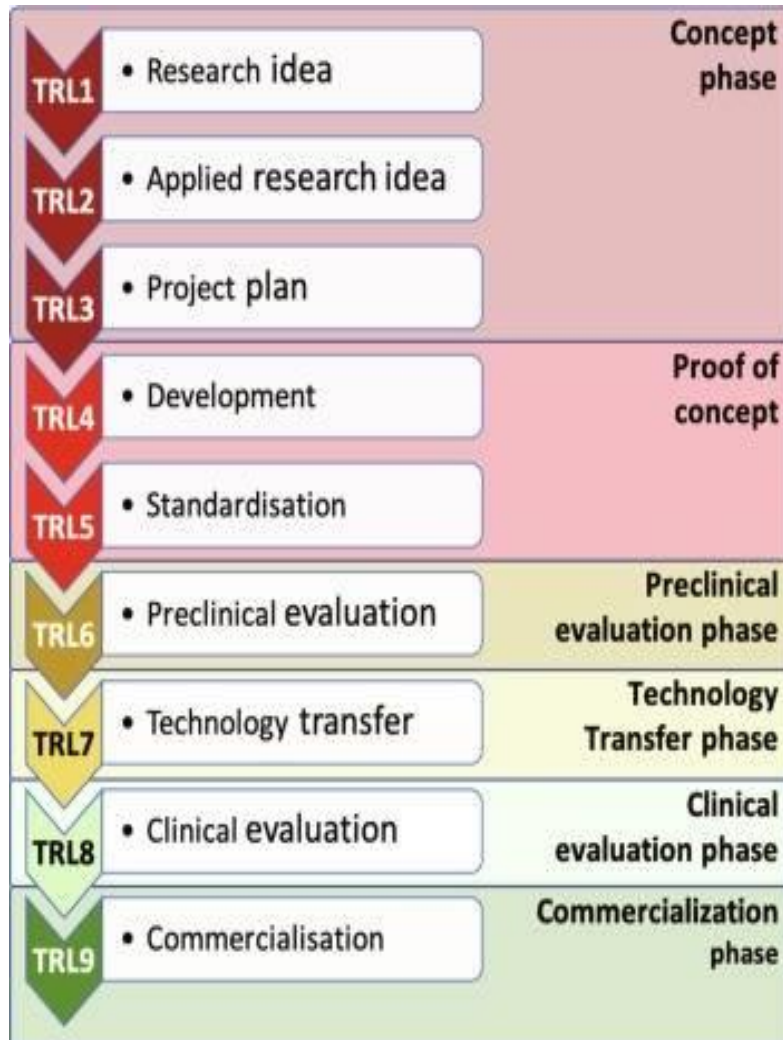 Concept
phase
TRL1
• Research idea
TRL2
• Applied research idea
TRL3
• Project plan
Proof of
concept
TRL4
• Development
TRL5
• Standardisation
Preclinical
evaluation phase
TRL6
• Preclinical evaluation
Technology
Transfer phase
TRL7
• Technology transfer
Clinical
evaluation phase
TRL8
• Clinical evaluation
Commercialization
phase
TRL9
• Commercialisation